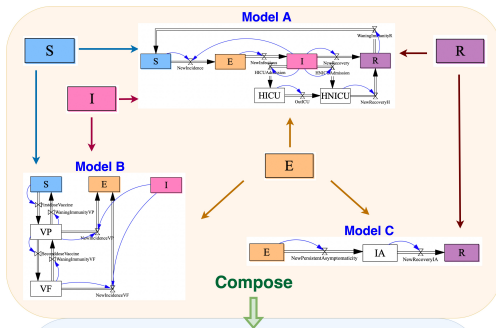 Model A
S
R
WaningImmunityR
S
E
I
R
NewIncidence
NewInfectious
NewRecovery
HICUAdmission
HNICUAdmission
HICU
HNICU
OutICU
NewRecoveryH
I
Model B
E
S
E
I
FirstdoseVaccine
WaningImmunityVP
VP
NewIncidenceVP
SeconddoseVaccine
WaningImmunityVF
VF
NewIncidenceVF
Model C
E
IA
R
NewPersistentAsymptomaticity
NewRecoveryIA
Compose